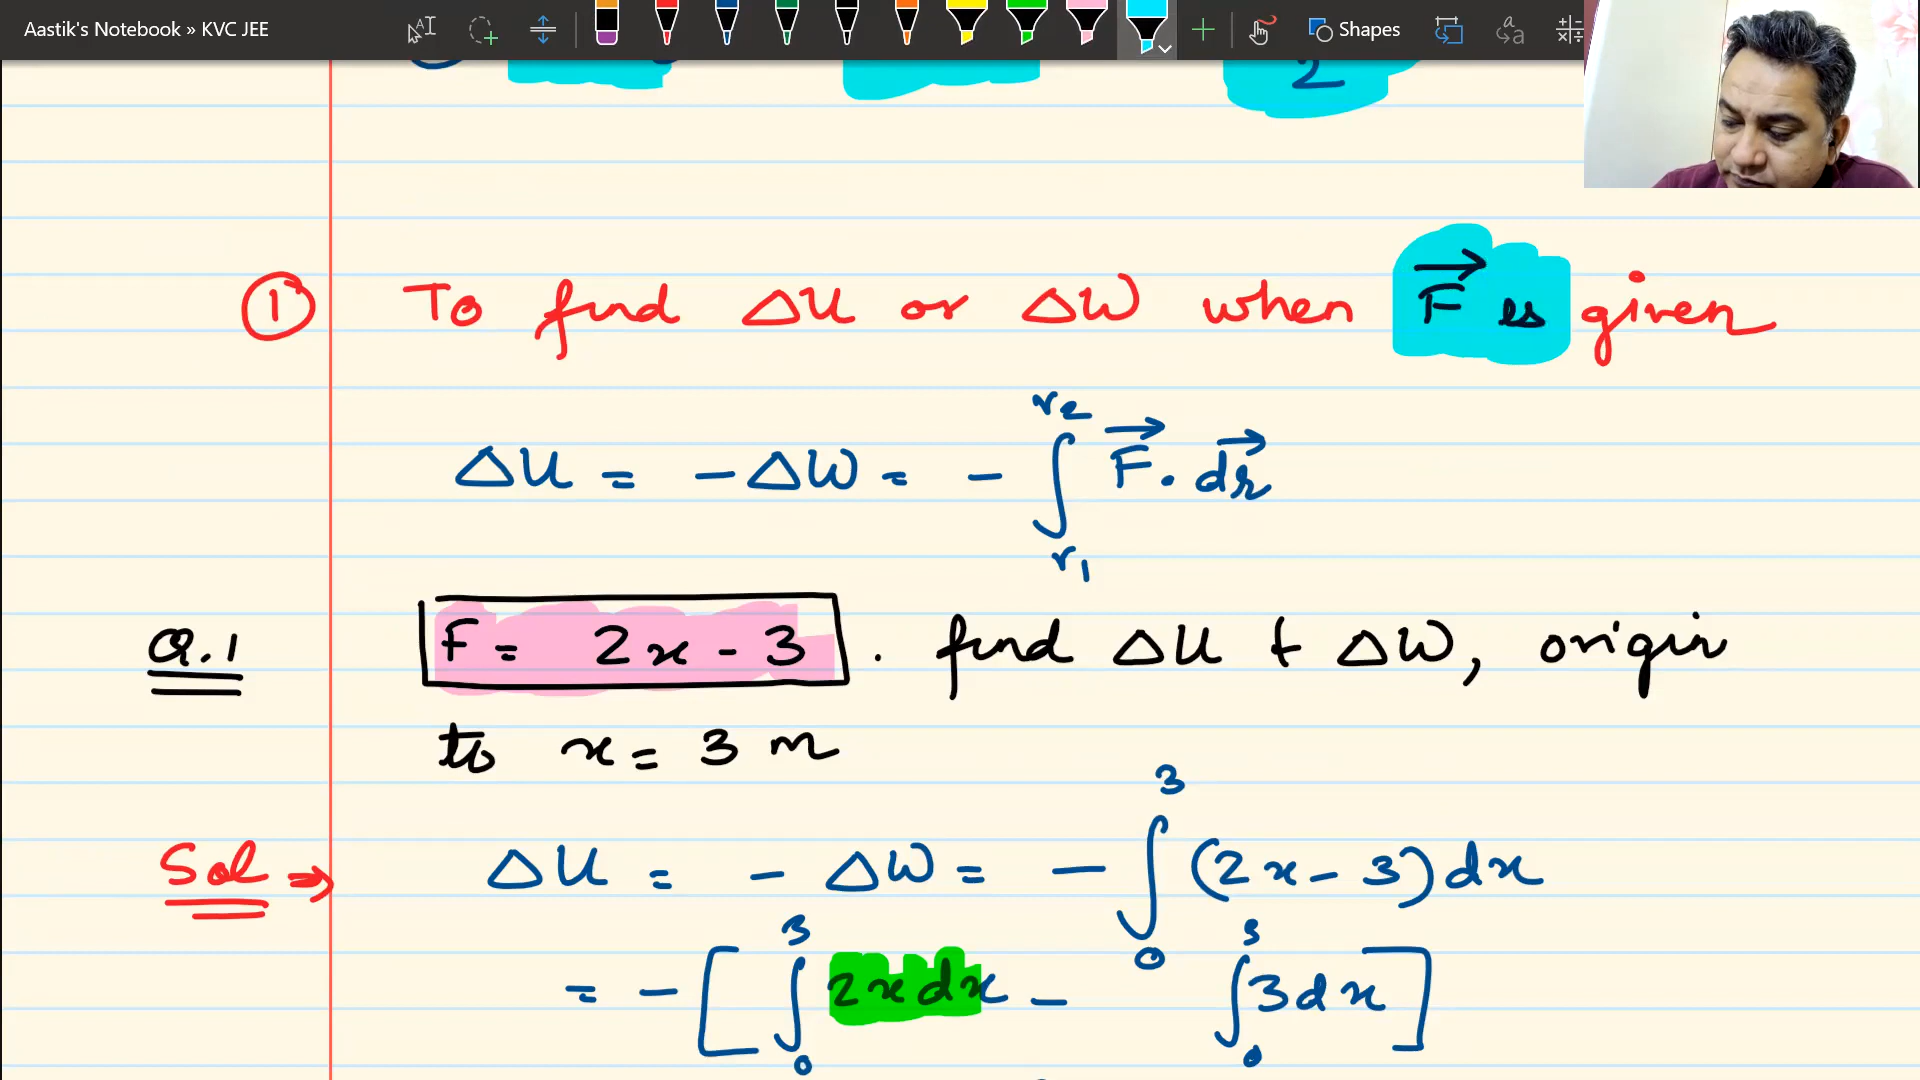 Aastik's Notebook » KVC JEE
Shapes
2
① To find ΔU or ΔW when F⃗ is given
ΔU = -ΔW = - ∫_{r₁}^{r₂} F⃗ . dr⃗
Q.1 F = 2x - 3 . find ΔU & ΔW, origin
to x = 3 m
Sol ⇒ ΔU = - ΔW = - ∫_0^3 (2x - 3) dx
= - [ ∫_0^3 2x dx - ∫_0^3 3 dx ]